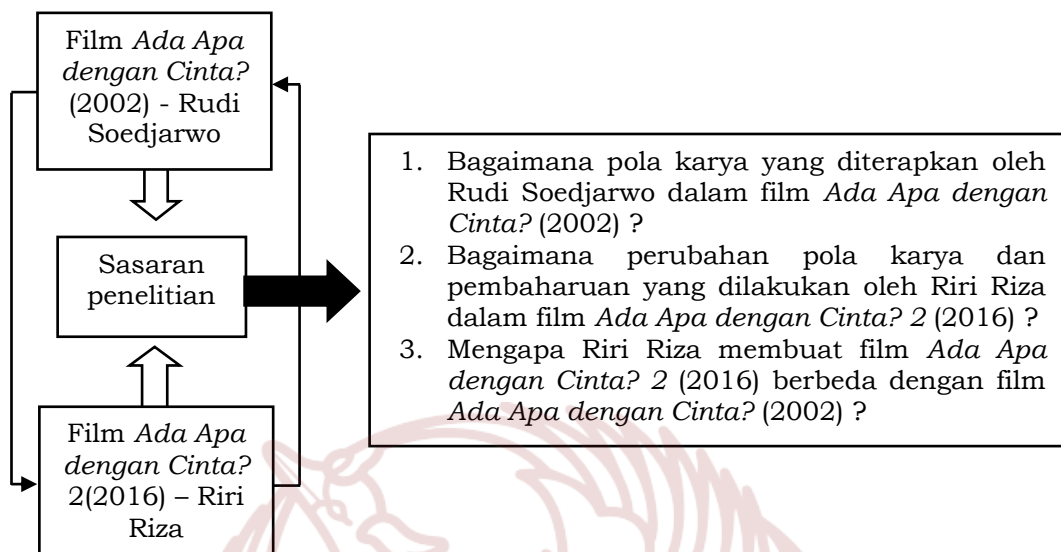 Film Ada Apa
dengan Cinta?
(2002) - Rudi
Soedjarwo
Sasaran
penelitian
Film Ada Apa
dengan Cinta?
2(2016) – Riri
Riza
1. Bagaimana pola karya yang diterapkan oleh
Rudi Soedjarwo dalam film Ada Apa dengan
Cinta? (2002) ?
2. Bagaimana perubahan pola karya dan
pembaharuan yang dilakukan oleh Riri Riza
dalam film Ada Apa dengan Cinta? 2 (2016) ?
3. Mengapa Riri Riza membuat film Ada Apa
dengan Cinta? 2 (2016) berbeda dengan film
Ada Apa dengan Cinta? (2002) ?